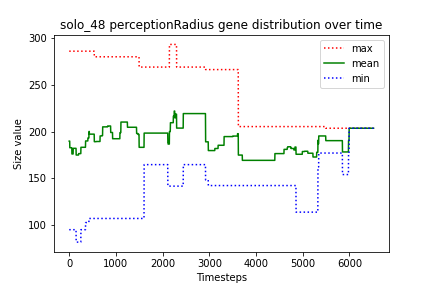 solo_48 perceptionRadius gene distribution over time
300
250
200
150
100
Size value
max
mean
min
0 1000 2000 3000 4000 5000 6000
Timesteps